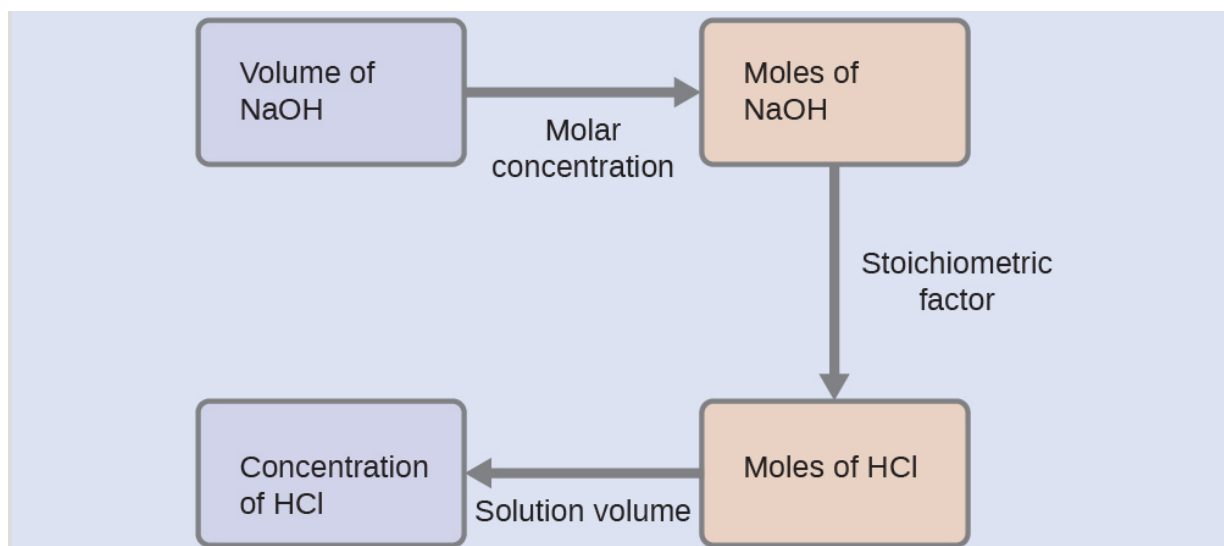 Volume of
NaOH
Molar
concentration
Moles of
NaOH
Stoichiometric
factor
Moles of HCl
Solution volume
Concentration
of HCl